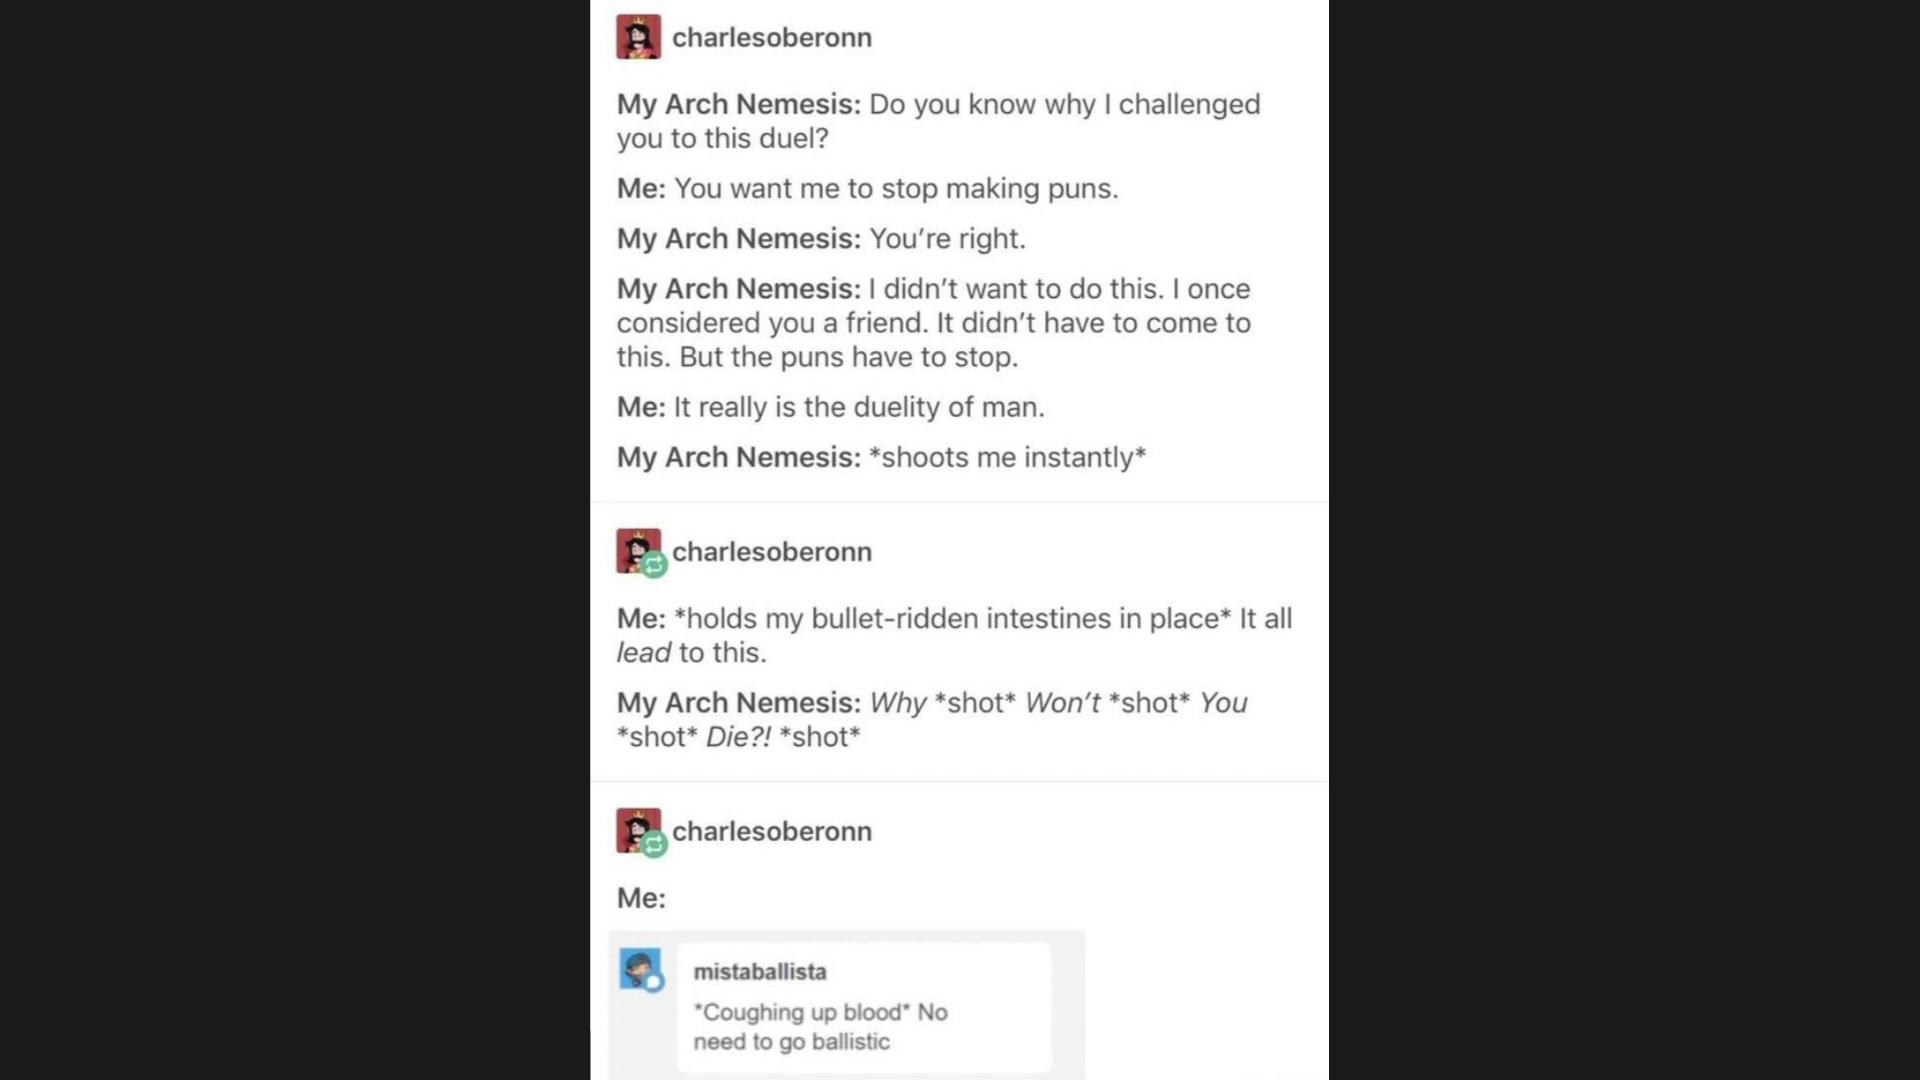 charlesoberonn
My Arch Nemesis: Do you know why I challenged
you to this duel?
Me: You want me to stop making puns.
My Arch Nemesis: You’re right.
My Arch Nemesis: I didn’t want to do this. I once
considered you a friend. It didn’t have to come to
this. But the puns have to stop.
Me: It really is the duelity of man.
My Arch Nemesis: *shoots me instantly*
charlesoberonn
Me: *holds my bullet-ridden intestines in place* It all
lead to this.
My Arch Nemesis: Why *shot* Won’t *shot* You
*shot* Die?! *shot*
charlesoberonn
Me:
mistaballista
*Coughing up blood* No
need to go ballistic